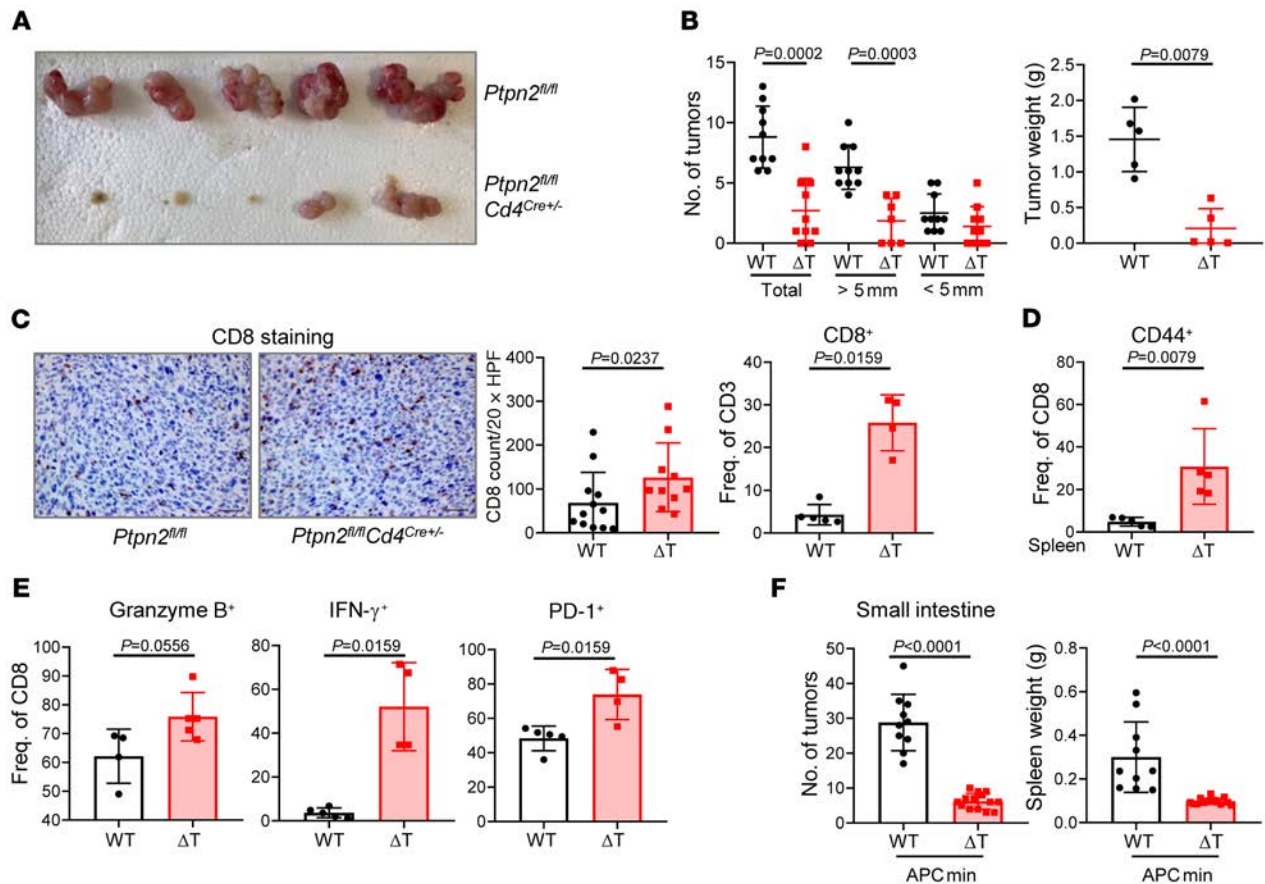 A
Ptpn2fl/fl
Ptpn2fl/fl
Cd4Cre+/-
B
No. of tumors
15
10
5
0
P=0.0002
P=0.0003
WT ΔT WT ΔT WT ΔT
Total > 5 mm < 5 mm
Tumor weight (g)
2.5
2.0
1.5
1.0
0.5
0.0
P=0.0079
WT ΔT
C
CD8 staining
Ptpn2fl/fl
Ptpn2fl/flCd4Cre+/-
CD8 count/20 × HPF
400
300
200
100
0
P=0.0237
WT ΔT
CD8+
Freq. of CD3
40
30
20
10
0
P=0.0159
WT ΔT
D
CD44+
Freq. of CD8
80
60
40
20
0
P=0.0079
Spleen WT ΔT
E
Granzyme B+
Freq. of CD8
100
90
80
70
60
50
40
P=0.0556
WT ΔT
IFN-γ+
80
60
40
20
0
P=0.0159
WT ΔT
PD-1+
100
80
60
40
20
0
P=0.0159
WT ΔT
F
Small intestine
No. of tumors
50
40
30
20
10
0
P<0.0001
WT ΔT
APC min
Spleen weight (g)
0.8
0.6
0.4
0.2
0.0
P<0.0001
WT ΔT
APC min